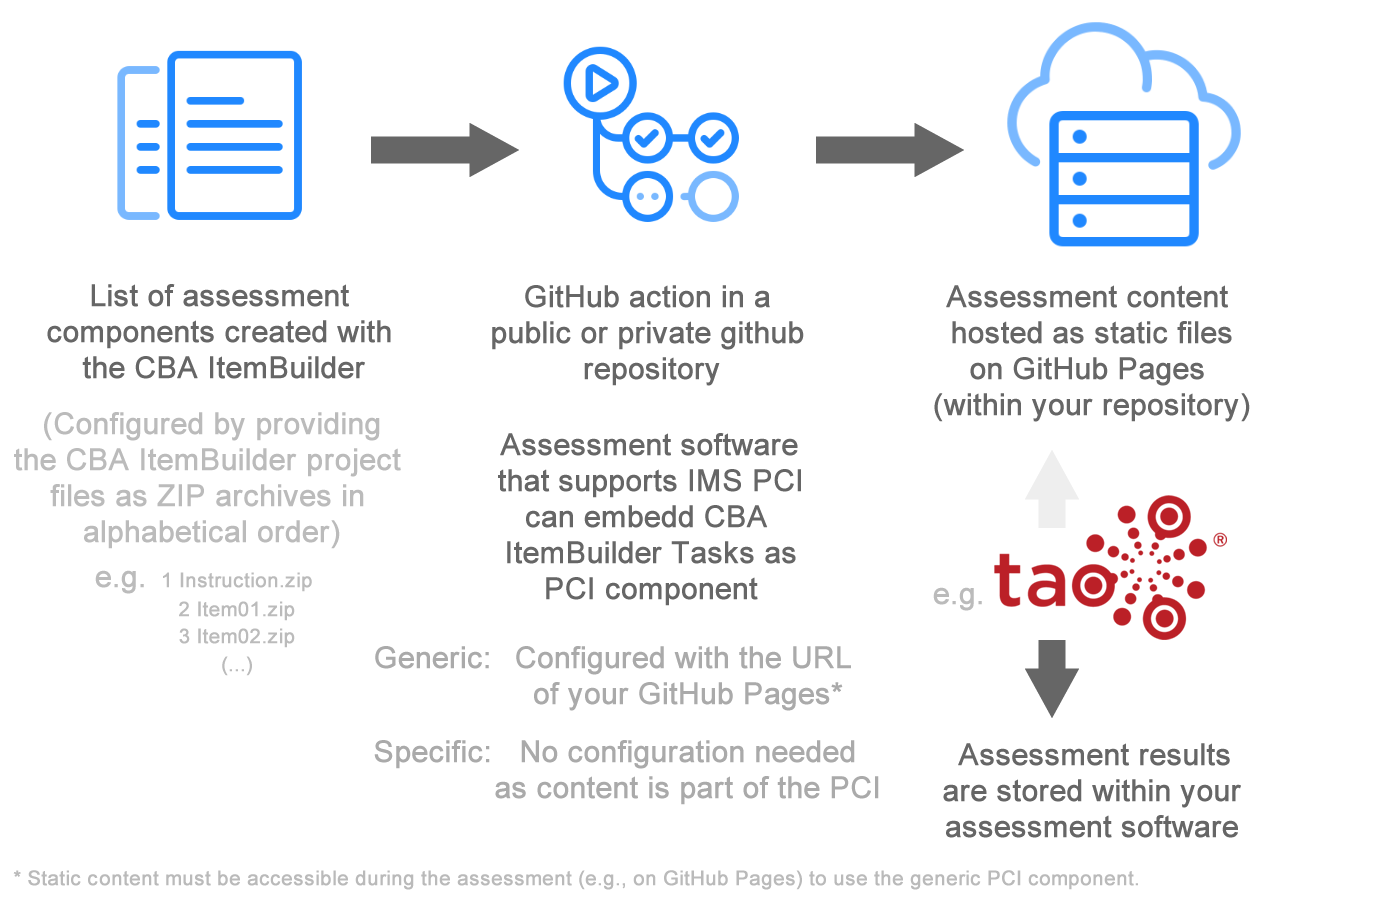 List of assessment
components created with
the CBA ItemBuilder
(Configured by providing
the CBA ItemBuilder project
files as ZIP archives in
alphabetical order)
e.g. 1 Instruction.zip
2 Item01.zip
3 Item02.zip
(...)
GitHub action in a
public or private github
repository
Assessment software
that supports IMS PCI
can embedd CBA
ItemBuilder Tasks as
PCI component
Generic: Configured with the URL
of your GitHub Pages*
Specific: No configuration needed
as content is part of the PCI
Assessment content
hosted as static files
on GitHub Pages
(within your repository)
e.g. tao ®
Assessment results
are stored within your
assessment software
* Static content must be accessible during the assessment (e.g., on GitHub Pages) to use the generic PCI component.